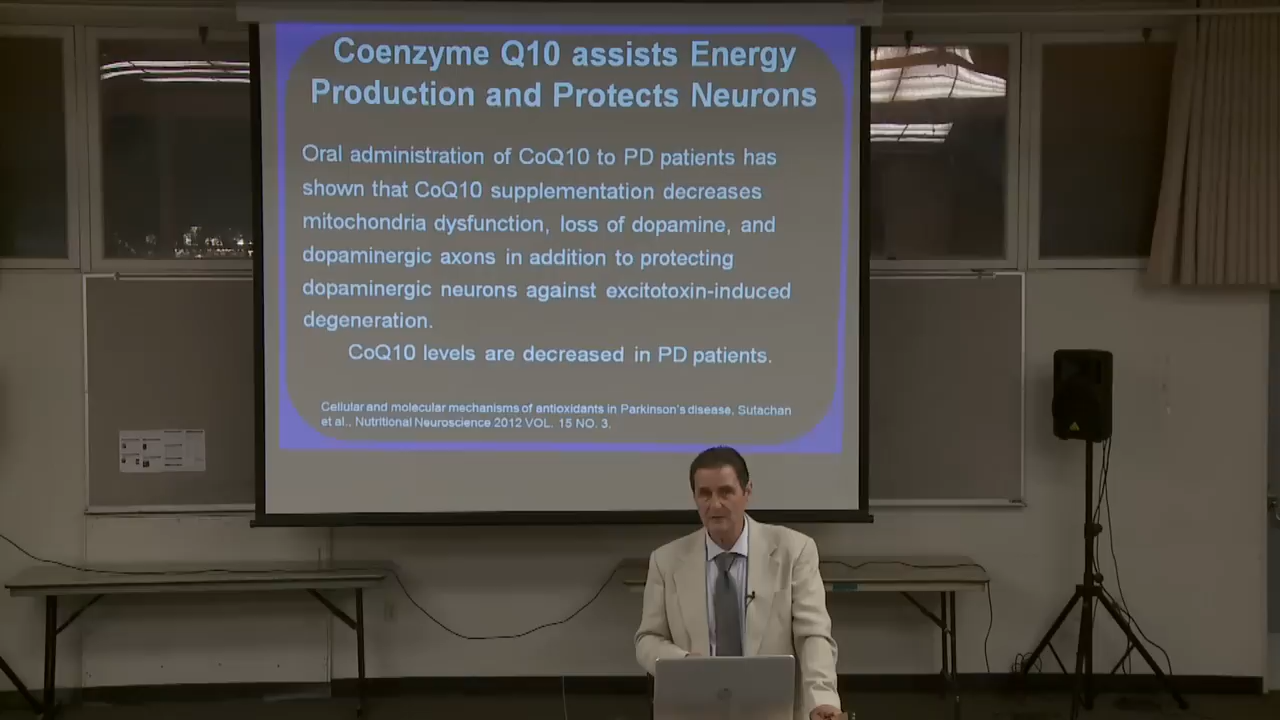 Coenzyme Q10 assists Energy
Production and Protects Neurons
Oral administration of CoQ10 to PD patients has
shown that CoQ10 supplementation decreases
mitochondria dysfunction, loss of dopamine, and
dopaminergic axons in addition to protecting
dopaminergic neurons against excitotoxin-induced
degeneration.
CoQ10 levels are decreased in PD patients.
Cellular and molecular mechanisms of antioxidants in Parkinson's disease, Sutachan
et al., Nutritional Neuroscience 2012 VOL. 15 NO. 3,